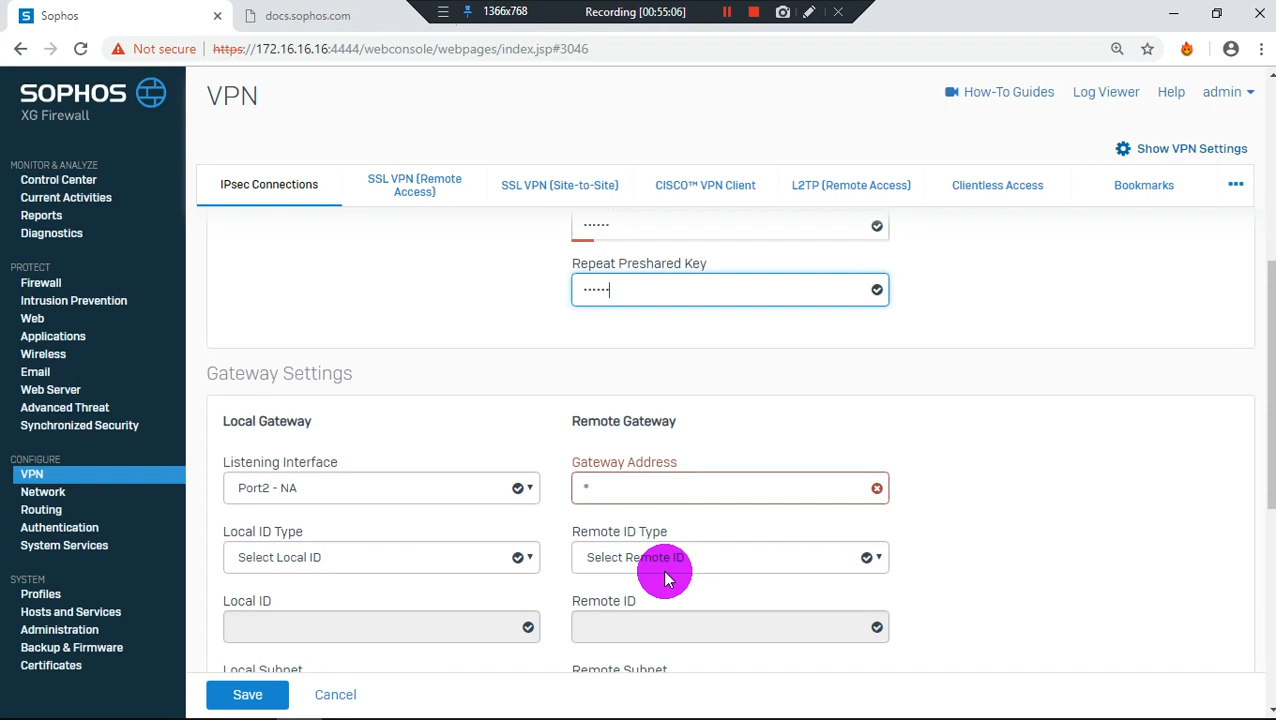 Sophos
docs.sophos.com
1366x768
Recording [00:55:06]
Not secure
https://172.16.16.16:4444/webconsole/webpages/index.jsp#3046
SOPHOS
XG Firewall
VPN
How-To Guides
Log Viewer
Help
admin
Show VPN Settings
MONITOR & ANALYZE
Control Center
Current Activities
Reports
Diagnostics
PROTECT
Firewall
Intrusion Prevention
Web
Applications
Wireless
Email
Web Server
Advanced Threat
Synchronized Security
CONFIGURE
VPN
Network
Routing
Authentication
System Services
SYSTEM
Profiles
Hosts and Services
Administration
Backup & Firmware
Certificates
IPsec Connections
SSL VPN (Remote
Access)
SSL VPN (Site-to-Site)
CISCO™ VPN Client
L2TP (Remote Access)
Clientless Access
Bookmarks
Repeat Preshared Key
Gateway Settings
Local Gateway
Remote Gateway
Listening Interface
Gateway Address
Port2 - NA
*
Local ID Type
Remote ID Type
Select Local ID
Select Remote ID
Local ID
Remote ID
Local Subnet
Remote Subnet
Save
Cancel